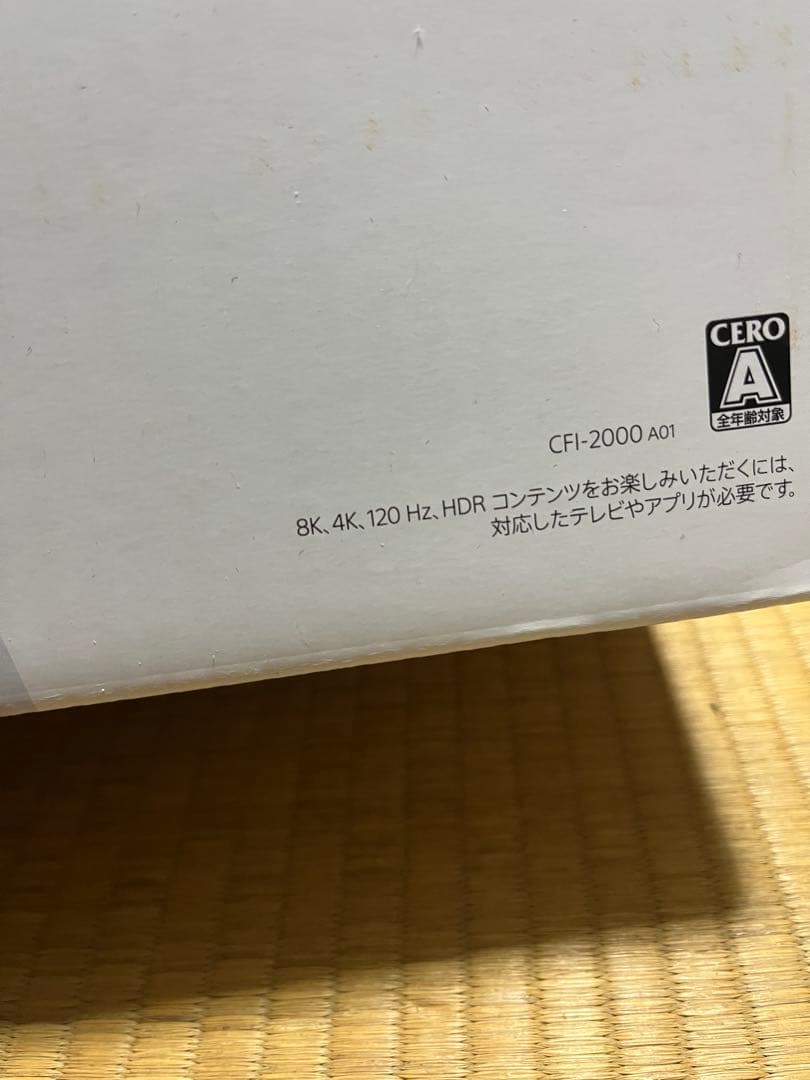 CERO
A
全年齢対象
CFI-2000 A01
8K、4K、120 Hz、HDR コンテンツをお楽しみいただくには、
対応したテレビやアプリが必要です。